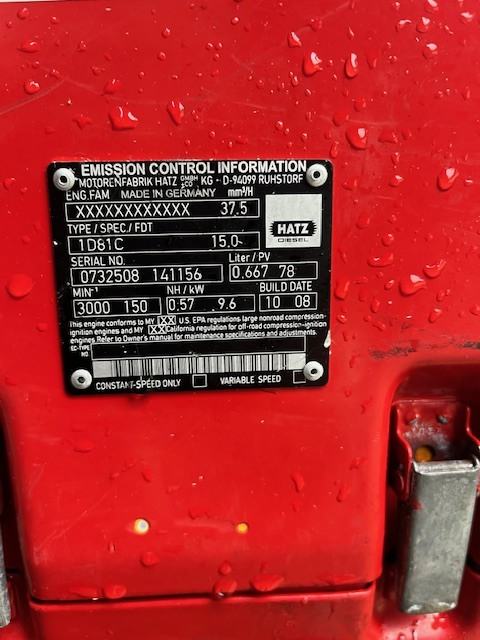 EMISSION CONTROL INFORMATION
MOTORENFABRIK HATZ GMBH &CO KG - D-94099 RUHSTORF
ENG.FAM MADE IN GERMANY mm³/H
XXXXXXXXXXXX 37.5
TYPE / SPEC / FDT
1D81C 15.0
HATZ
DIESEL
SERIAL NO. Liter / PV
0732508 141156 0.667 78
MIN⁻¹ NH / kW BUILD DATE
3000 150 0.57 9.6 10 08
This engine conforms to MY XX U.S. EPA regulations large nonroad compression-
ignition engines and MY XX California regulation for off-road compression-ignition
engines. Refer to Owner's manual for maintenance specifications and adjustments.
EC-TYPE
NO
CONSTANT-SPEED ONLY VARIABLE SPEED